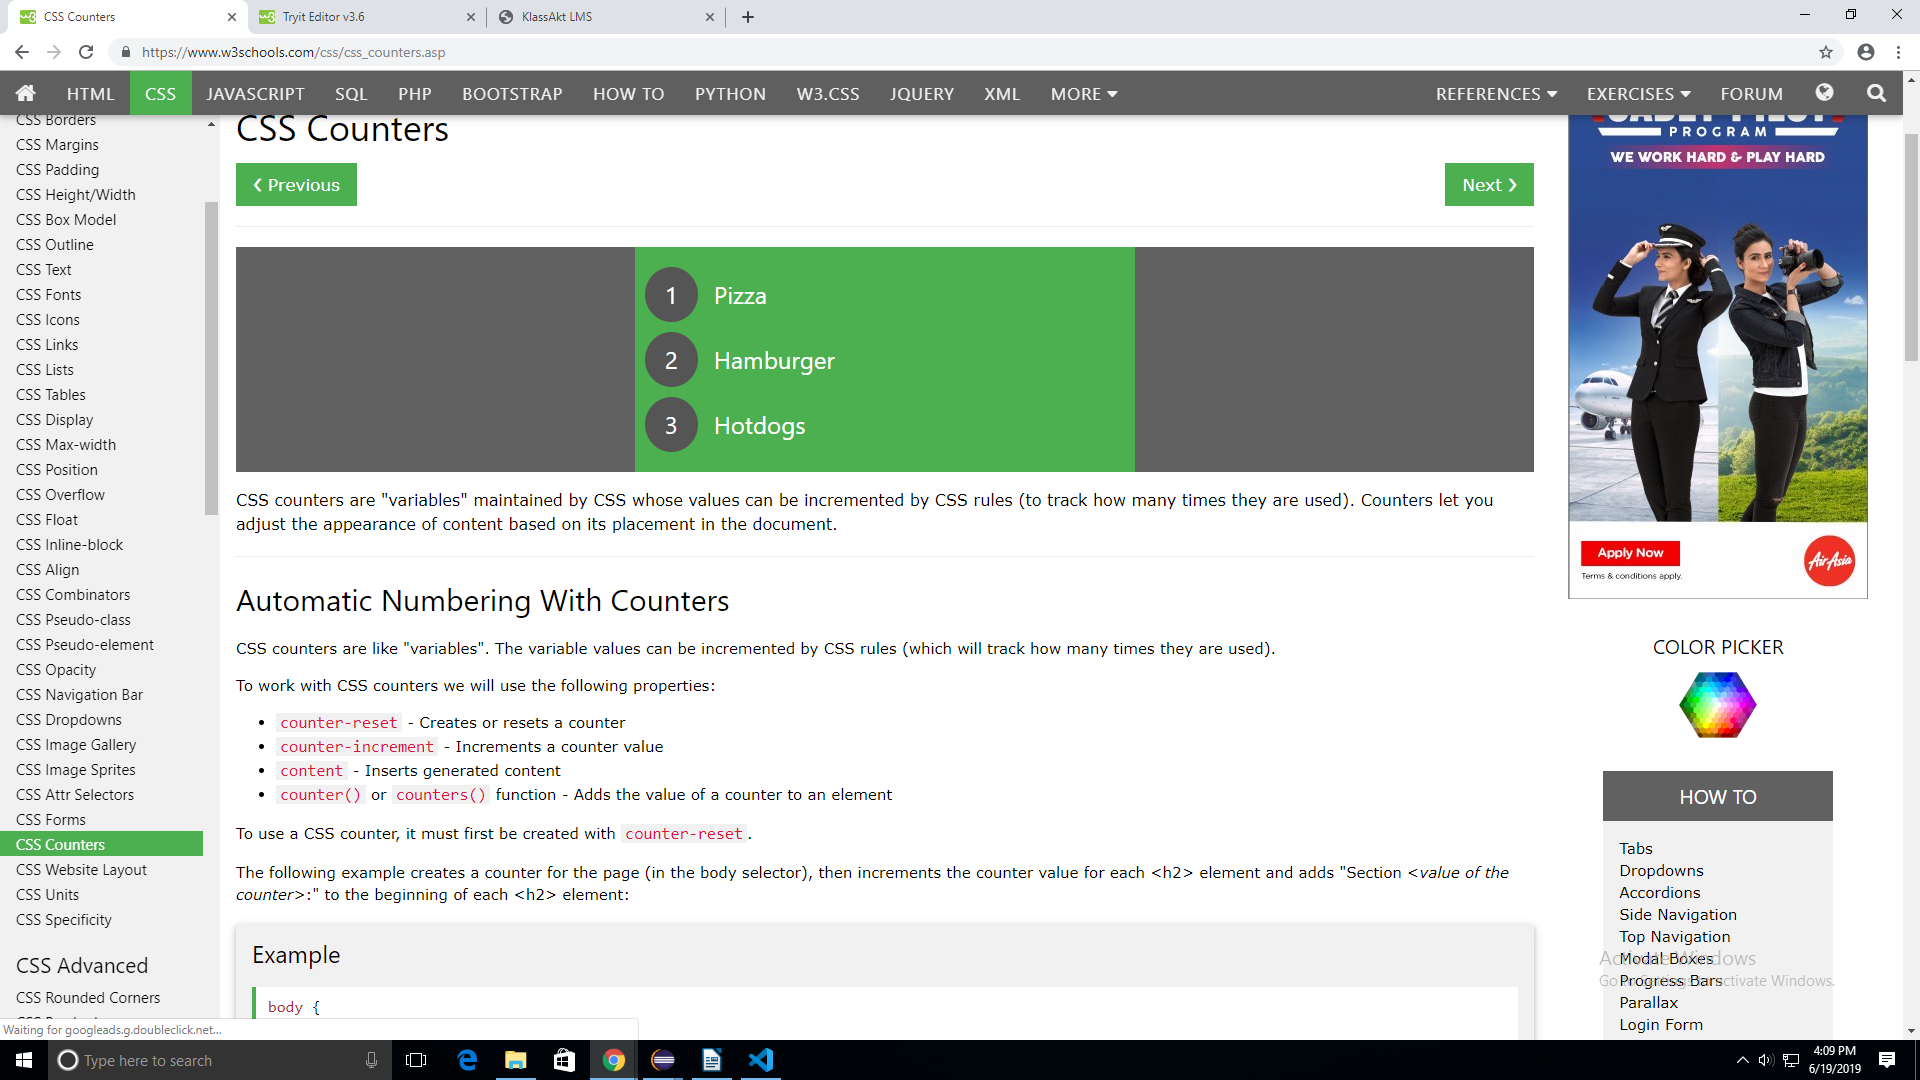 CSS Counters
Tryit Editor v3.6
KlassAkt LMS
https://www.w3schools.com/css/css_counters.asp
HTML CSS JAVASCRIPT SQL PHP BOOTSTRAP HOW TO PYTHON W3.CSS JQUERY XML MORE REFERENCES EXERCISES FORUM
CSS Borders
CSS Margins
CSS Padding
CSS Height/Width
CSS Box Model
CSS Outline
CSS Text
CSS Fonts
CSS Icons
CSS Links
CSS Lists
CSS Tables
CSS Display
CSS Max-width
CSS Position
CSS Overflow
CSS Float
CSS Inline-block
CSS Align
CSS Combinators
CSS Pseudo-class
CSS Pseudo-element
CSS Opacity
CSS Navigation Bar
CSS Dropdowns
CSS Image Gallery
CSS Image Sprites
CSS Attr Selectors
CSS Forms
CSS Counters
CSS Website Layout
CSS Units
CSS Specificity
CSS Advanced
CSS Rounded Corners
Waiting for googleads.g.doubleclick.net...
CSS Counters
❮ Previous
Next ❯
1 Pizza
2 Hamburger
3 Hotdogs
CSS counters are "variables" maintained by CSS whose values can be incremented by CSS rules (to track how many times they are used). Counters let you
adjust the appearance of content based on its placement in the document.
Automatic Numbering With Counters
CSS counters are like "variables". The variable values can be incremented by CSS rules (which will track how many times they are used).
To work with CSS counters we will use the following properties:
• counter-reset - Creates or resets a counter
• counter-increment - Increments a counter value
• content - Inserts generated content
• counter() or counters() function - Adds the value of a counter to an element
To use a CSS counter, it must first be created with counter-reset.
The following example creates a counter for the page (in the body selector), then increments the counter value for each <h2> element and adds "Section <value of the
counter>:" to the beginning of each <h2> element:
Example
body {
PROGRAM
WE WORK HARD & PLAY HARD
Apply Now
Terms & conditions apply.
AirAsia
COLOR PICKER
HOW TO
Tabs
Dropdowns
Accordions
Side Navigation
Top Navigation
Modal Boxes
Progress Bars
Parallax
Login Form
Activate Windows
Go to Settings to activate Windows.
Type here to search
4:09 PM
6/19/2019